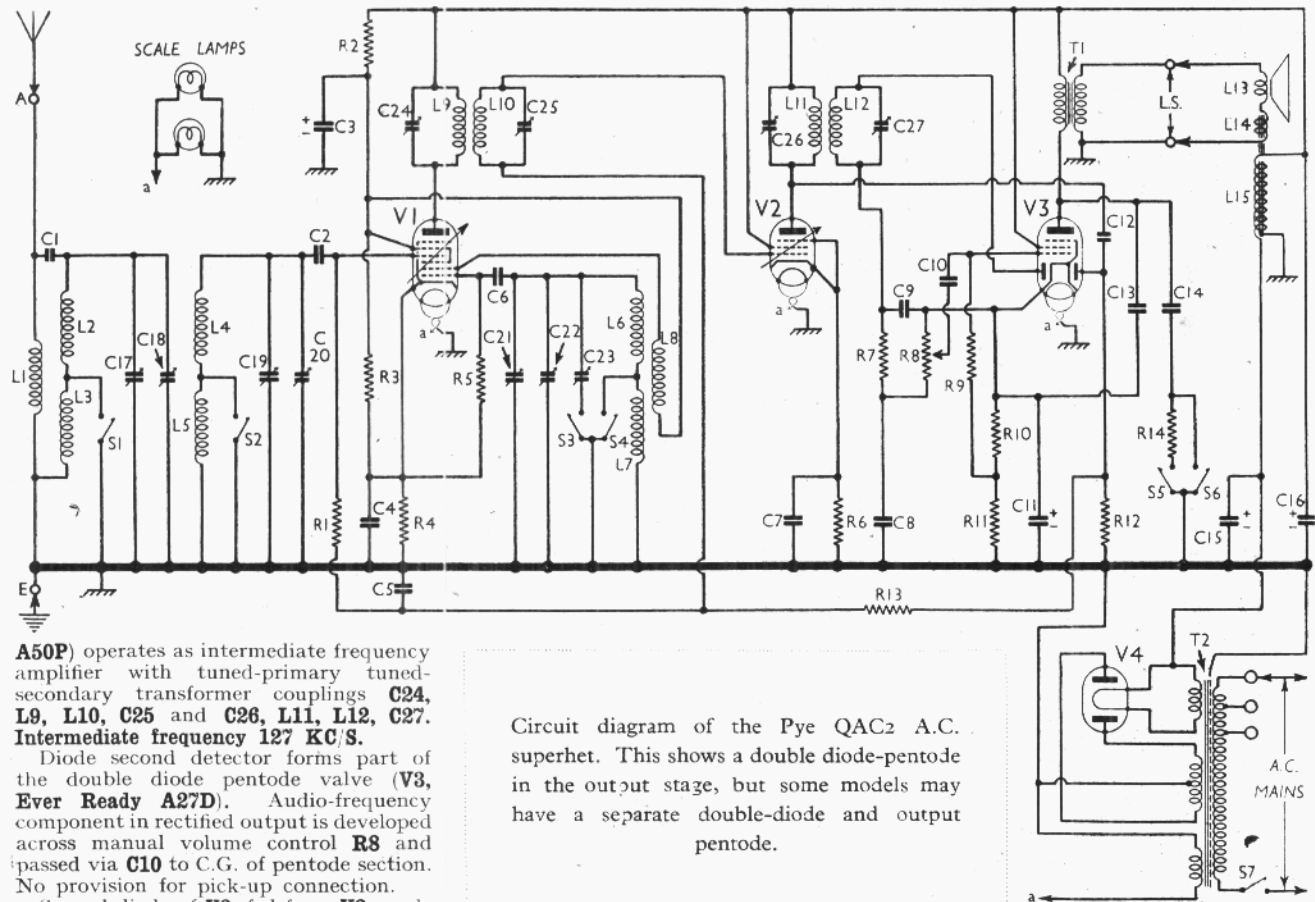 SCALE LAMPS
A
a
R2
C3
C24
L9
L10
C25
L11
L12
C26
C27
T1
L.S.
L13
L14
L15
V1
V2
V3
C1
C2
C6
C9
C10
C12
C13
C14
L1
L2
L3
S1
C17
C18
L4
L5
S2
C19
C
20
R3
R5
C21
C22
C23
L6
L8
S3
S4
L7
a
a
a
R7
R8
R9
R10
R14
S5
S6
R1
C4
R4
C5
C7
R6
C8
R11
C11
R12
C15
C16
E
R13
A50P) operates as intermediate frequency
amplifier with tuned-primary tuned-
secondary transformer couplings C24,
L9, L10, C25 and C26, L11, L12, C27.
Intermediate frequency 127 KC/S.
Diode second detector forms part of
the double diode pentode valve (V3,
Ever Ready A27D). Audio-frequency
component in rectified output is developed
across manual volume control R8 and
passed via C10 to C.G. of pentode section.
No provision for pick-up connection.
Circuit diagram of the Pye QAC2 A.C.
superhet. This shows a double diode-pentode
in the output stage, but some models may
have a separate double-diode and output
pentode.
V4
T2
A.C.
MAINS
S7
a